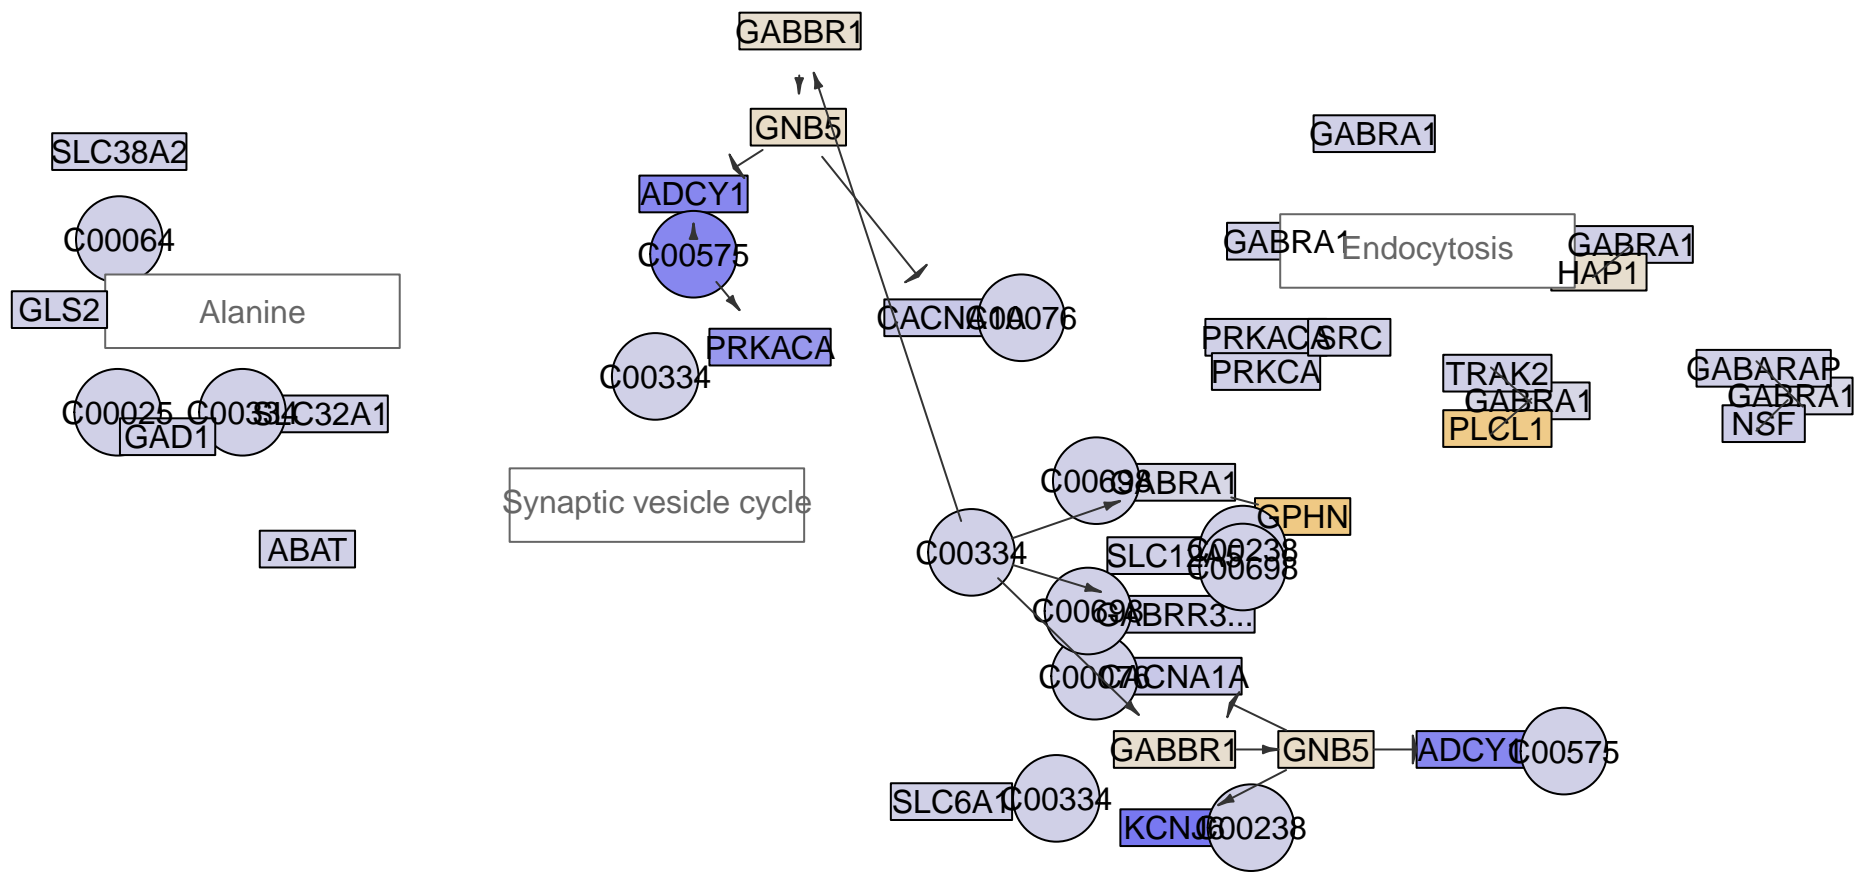 GABBR1
GNB5
GABRA1
SLC38A2
ADCY1
C00064
C00575
GABRA1
Endocytosis
GABRA1
HAP1
GLS2
Alanine
CACNA1A
C00076
PRKACA
PRKACA
SRC
C00334
PRKCA
TRAK2
GABARAP
GABRA1
GABRA1
PLCL1
NSF
C00025
C00334
SLC32A1
GAD1
C00698
GABRA1
Synaptic vesicle cycle
GPHN
ABAT
C00334
SLC12A5
C00238
C00698
C00698
GABRR3...
C00076
CACNA1A
GABBR1
GNB5
ADCY1
C00575
SLC6A1
C00334
KCNJ6
C00238